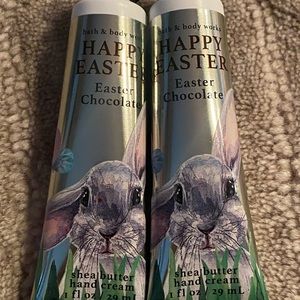 bath & body works
HAPPY
EASTER
Easter
Chocolate
shea butter
hand cream
1 fl oz / 29 mL
bath & body works
HAPPY
EASTER
Easter
Chocolate
shea butter
hand cream
1 fl oz / 29 mL